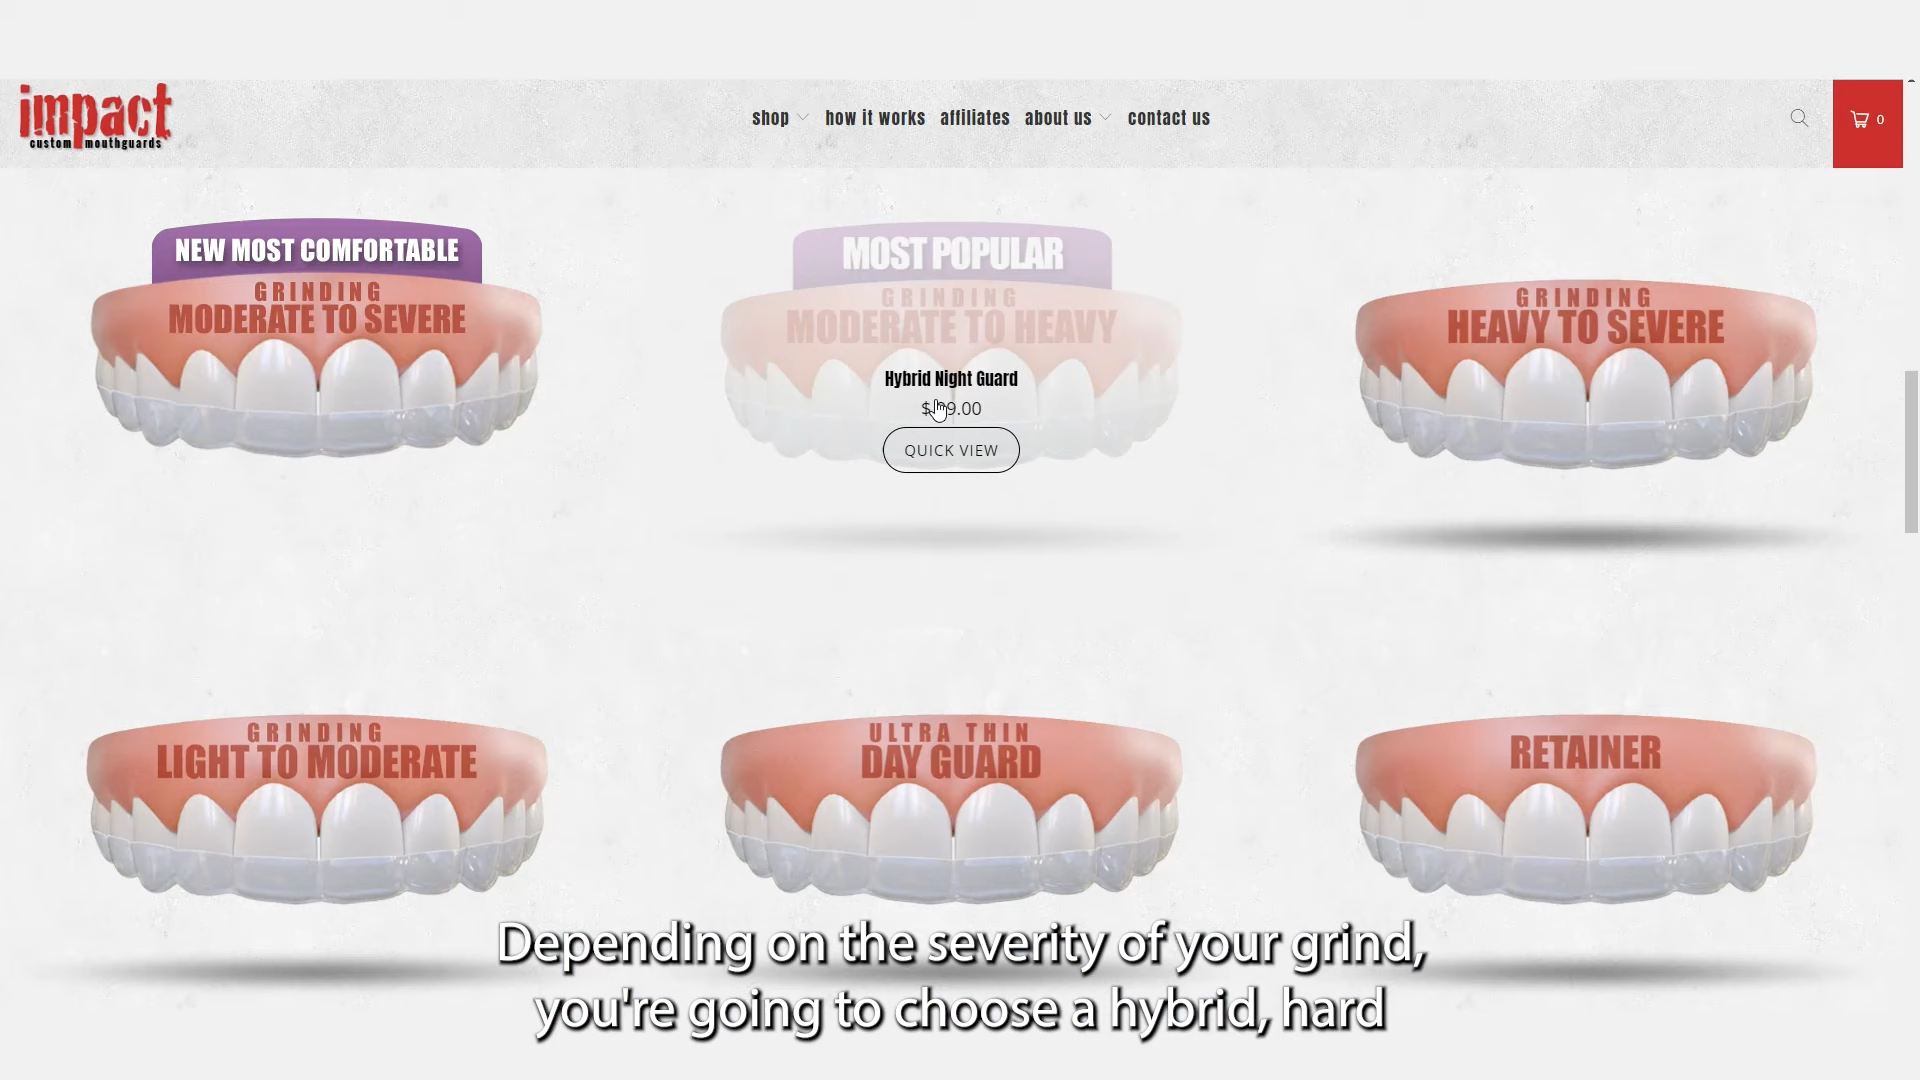 impact
custom mouthguards
shop
how it works
affiliates
about us
contact us
0
NEW MOST COMFORTABLE
GRINDING
MODERATE TO SEVERE
MOST POPULAR
GRINDING
MODERATE TO HEAVY
Hybrid Night Guard
QUICK VIEW
GRINDING
HEAVY TO SEVERE
GRINDING
LIGHT TO MODERATE
ULTRA THIN
DAY GUARD
RETAINER
Depending on the severity of your grind,
you're going to choose a hybrid, hard